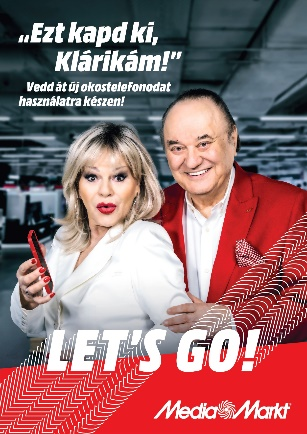 „Ezt kapd ki,
Klárikám!”
Vedd át új okostelefonodat
használatra készen!
LET'S GO!
MediaMarkt